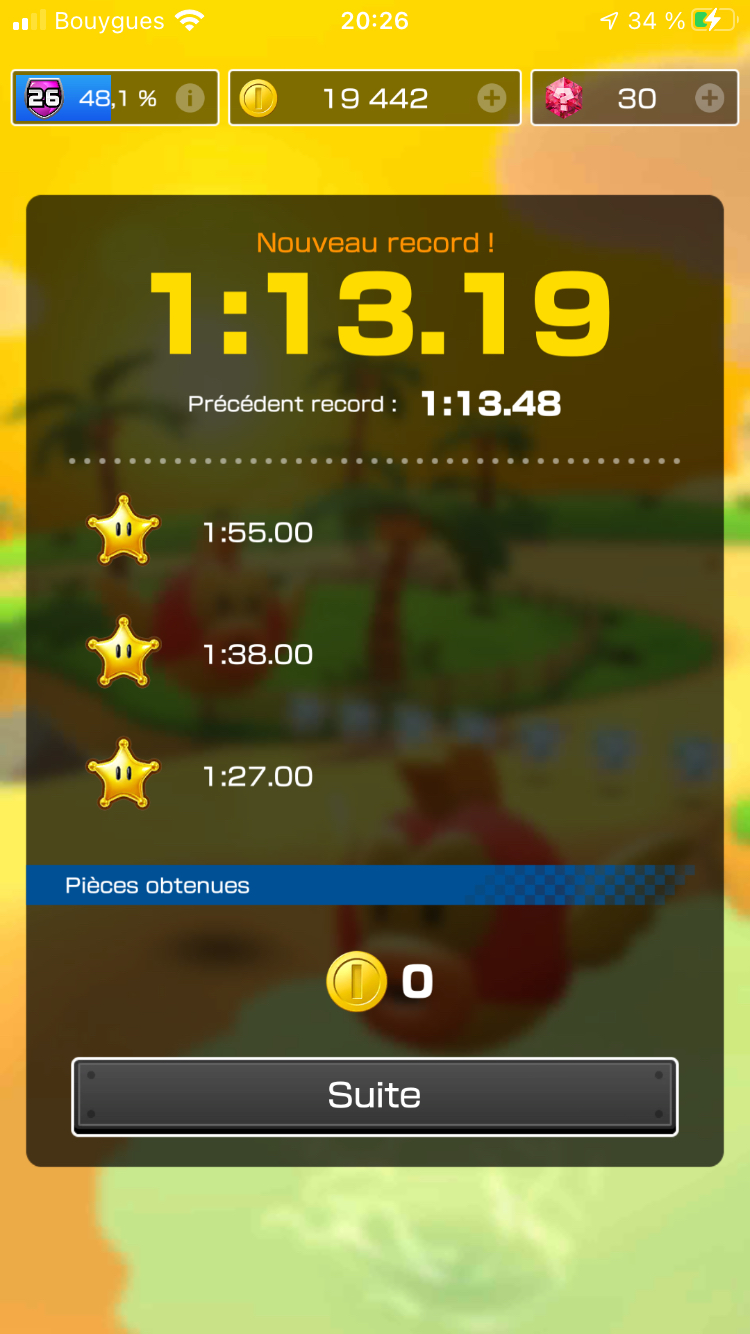 Bouygues 20:26 34 %
26 48,1 % i 19 442 + ? 30 +
Nouveau record !
1:13.19
Précédent record : 1:13.48
1:55.00
1:38.00
1:27.00
Pièces obtenues
0
Suite